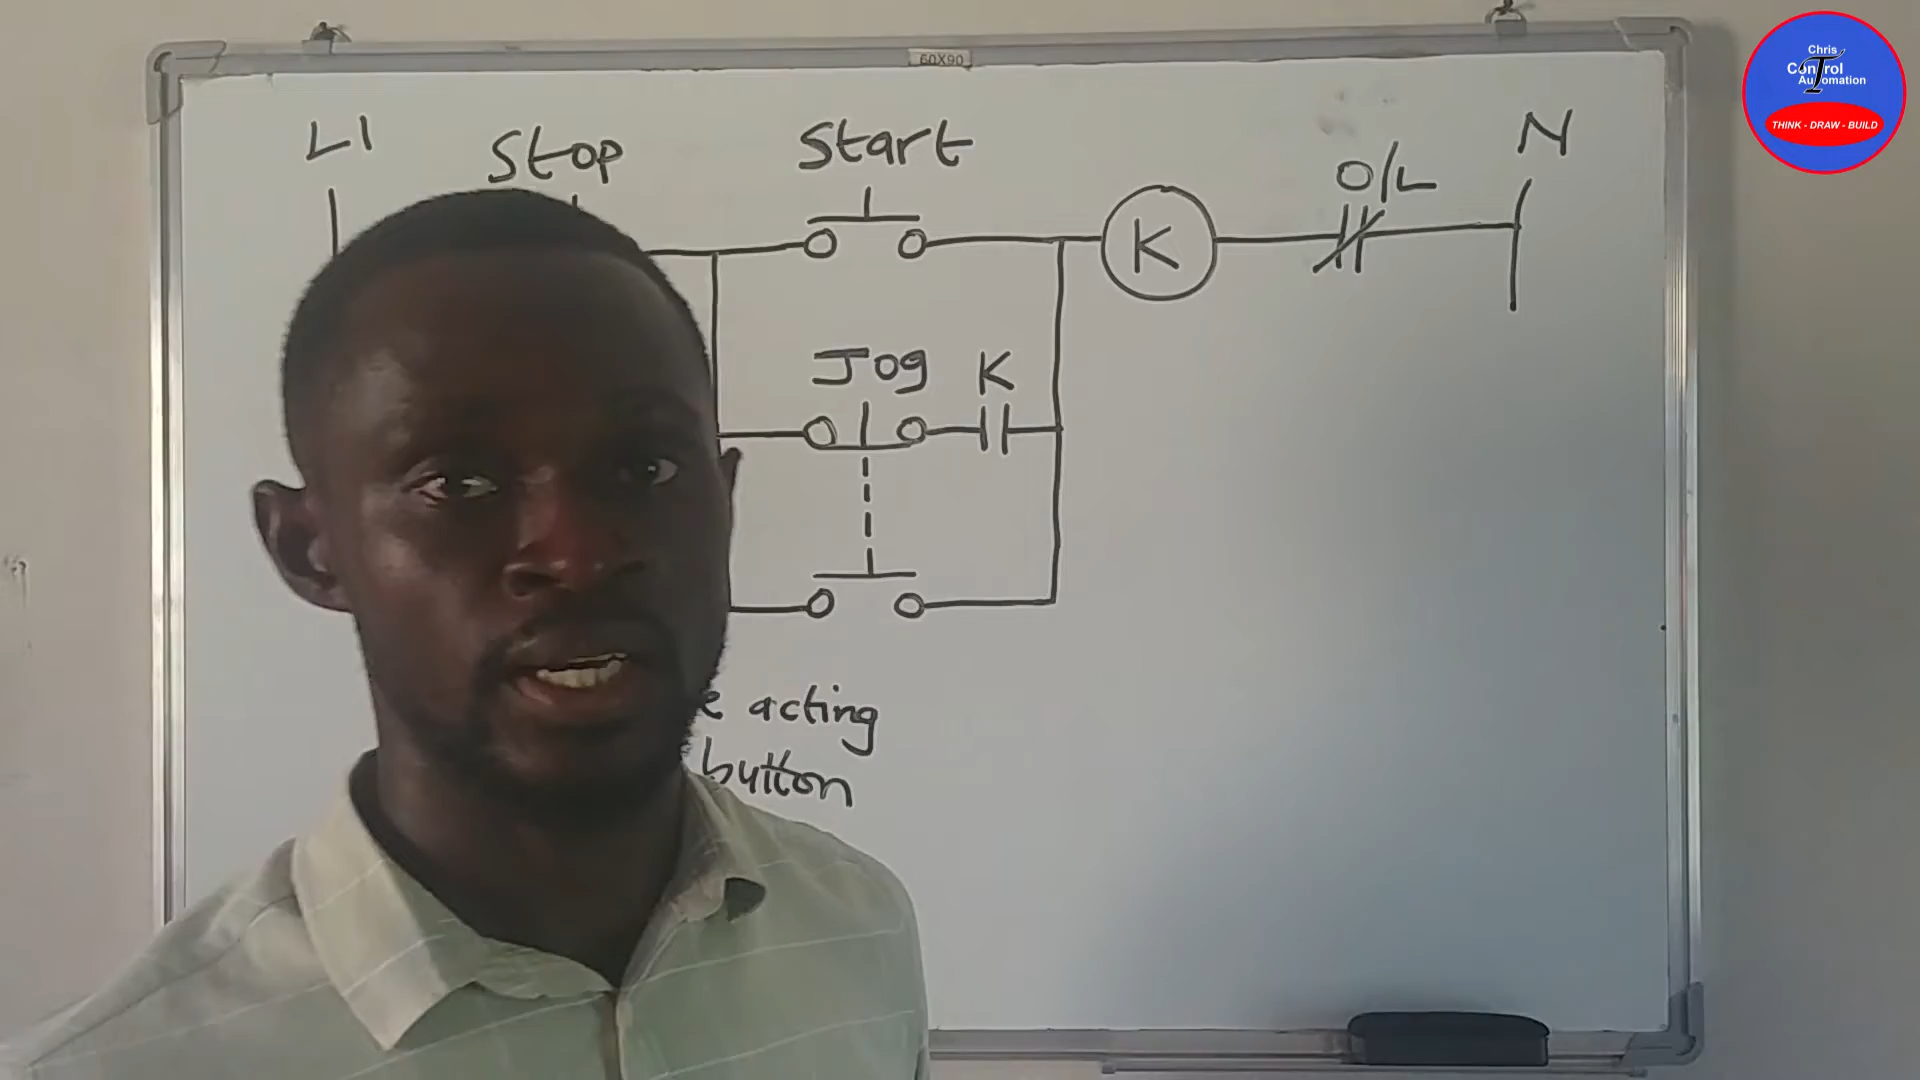 60X90
L1
Stop
Start
O/L
N
K
Jog
K
acting
button
Chris
Control
Automation
THINK - DRAW - BUILD